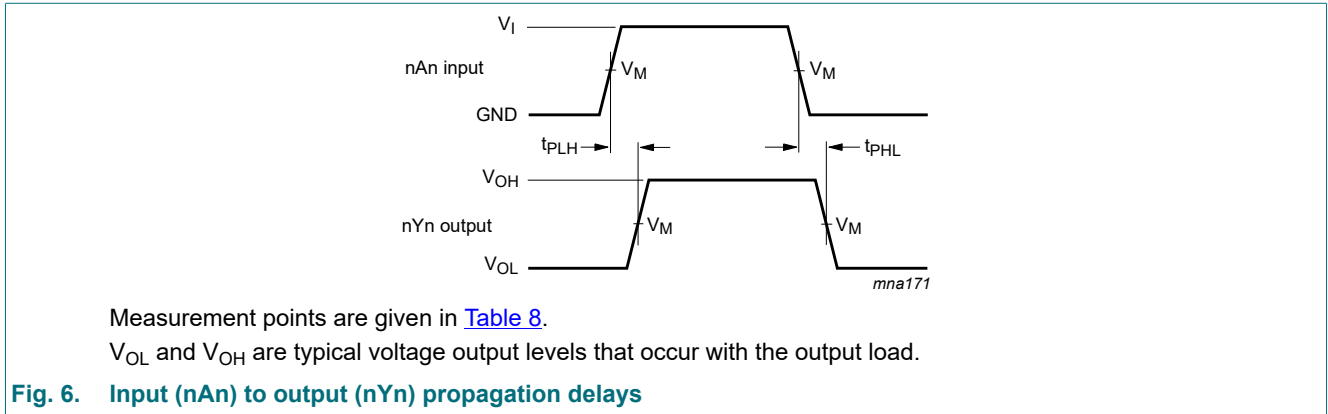 VI
nAn input
VM
VM
GND
tPLH
tPHL
VOH
nYn output
VM
VM
VOL
mna171
Measurement points are given in Table 8.
VOL and VOH are typical voltage output levels that occur with the output load.
Fig. 6. Input (nAn) to output (nYn) propagation delays